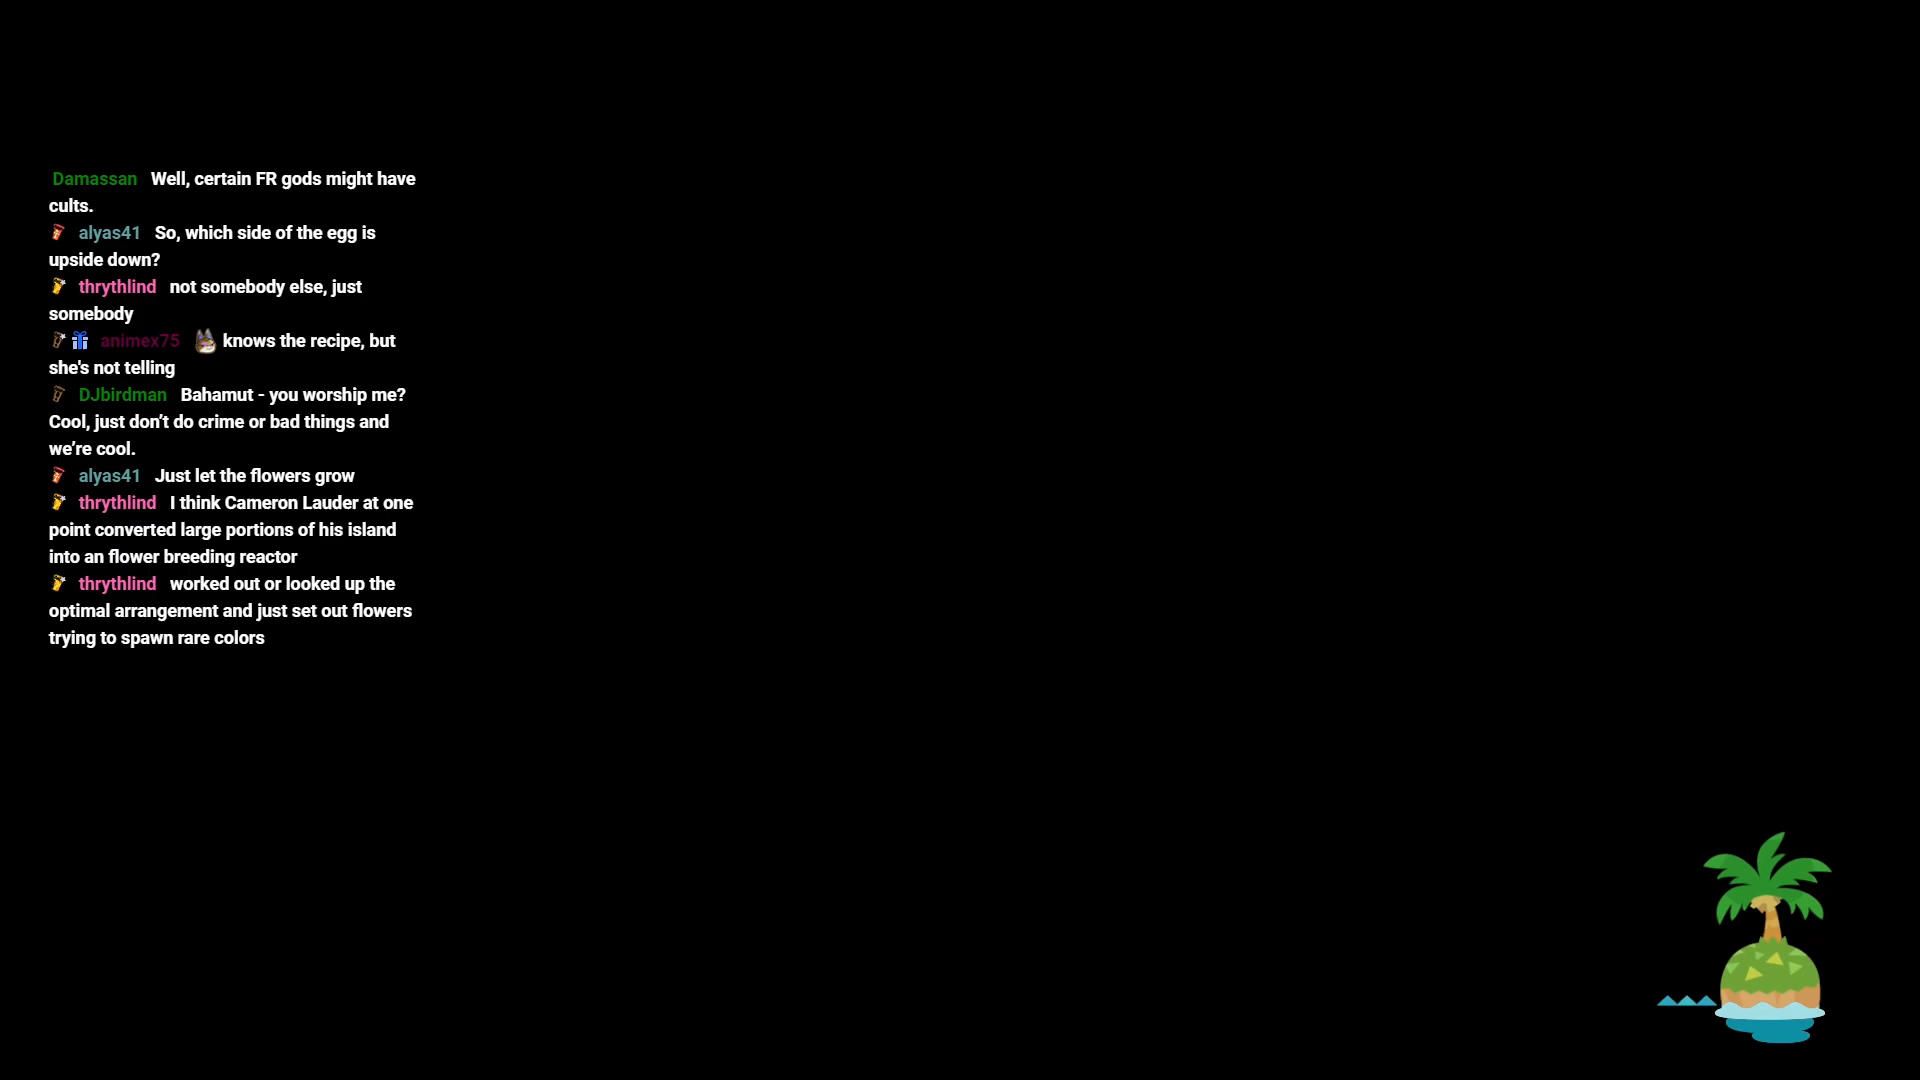 Damassan Well, certain FR gods might have
cults.
alyas41 So, which side of the egg is
upside down?
thrythlind not somebody else, just
somebody
animex75 knows the recipe, but
she's not telling
DJbirdman Bahamut - you worship me?
Cool, just don’t do crime or bad things and
we’re cool.
alyas41 Just let the flowers grow
thrythlind I think Cameron Lauder at one
point converted large portions of his island
into an flower breeding reactor
thrythlind worked out or looked up the
optimal arrangement and just set out flowers
trying to spawn rare colors